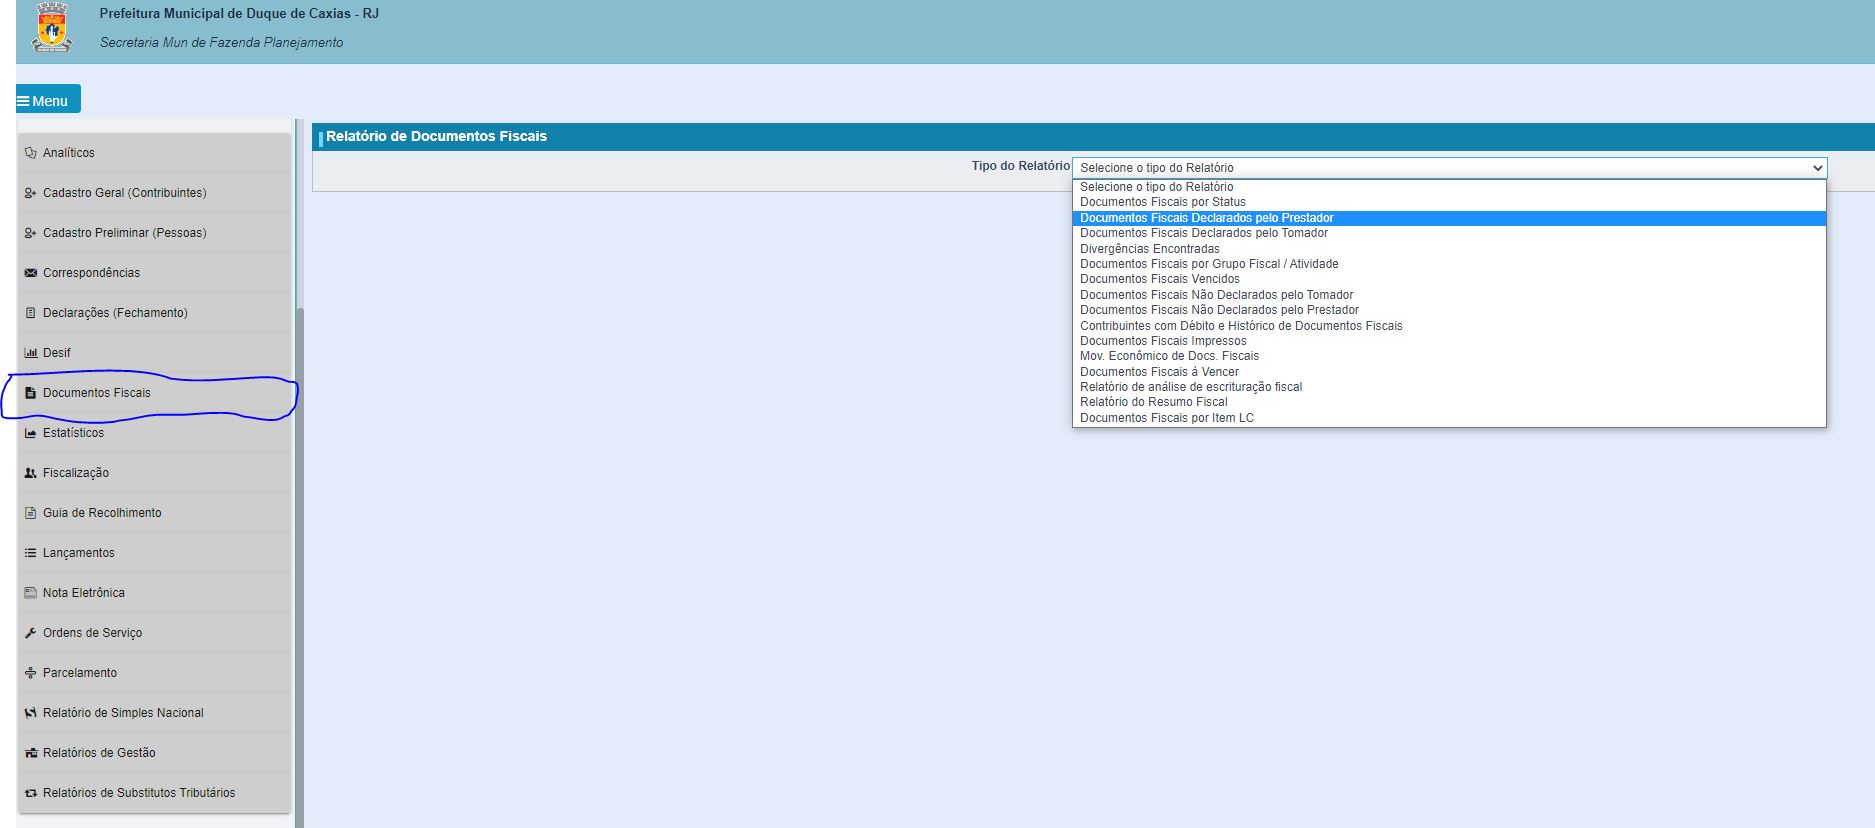 Prefeitura Municipal de Duque de Caxias - RJ
Secretaria Mun de Fazenda Planejamento
Menu
Analíticos
Cadastro Geral (Contribuintes)
Cadastro Preliminar (Pessoas)
Correspondências
Declarações (Fechamento)
Desif
Documentos Fiscais
Estatísticos
Fiscalização
Guia de Recolhimento
Lançamentos
Nota Eletrônica
Ordens de Serviço
Parcelamento
Relatório de Simples Nacional
Relatórios de Gestão
Relatórios de Substitutos Tributários
Relatório de Documentos Fiscais
Tipo do Relatório Selecione o tipo do Relatório
Selecione o tipo do Relatório
Documentos Fiscais por Status
Documentos Fiscais Declarados pelo Prestador
Documentos Fiscais Declarados pelo Tomador
Divergências Encontradas
Documentos Fiscais por Grupo Fiscal / Atividade
Documentos Fiscais Vencidos
Documentos Fiscais Não Declarados pelo Tomador
Documentos Fiscais Não Declarados pelo Prestador
Contribuintes com Débito e Histórico de Documentos Fiscais
Documentos Fiscais Impressos
Mov. Econômico de Docs. Fiscais
Documentos Fiscais à Vencer
Relatório de análise de escrituração fiscal
Relatório do Resumo Fiscal
Documentos Fiscais por Item LC